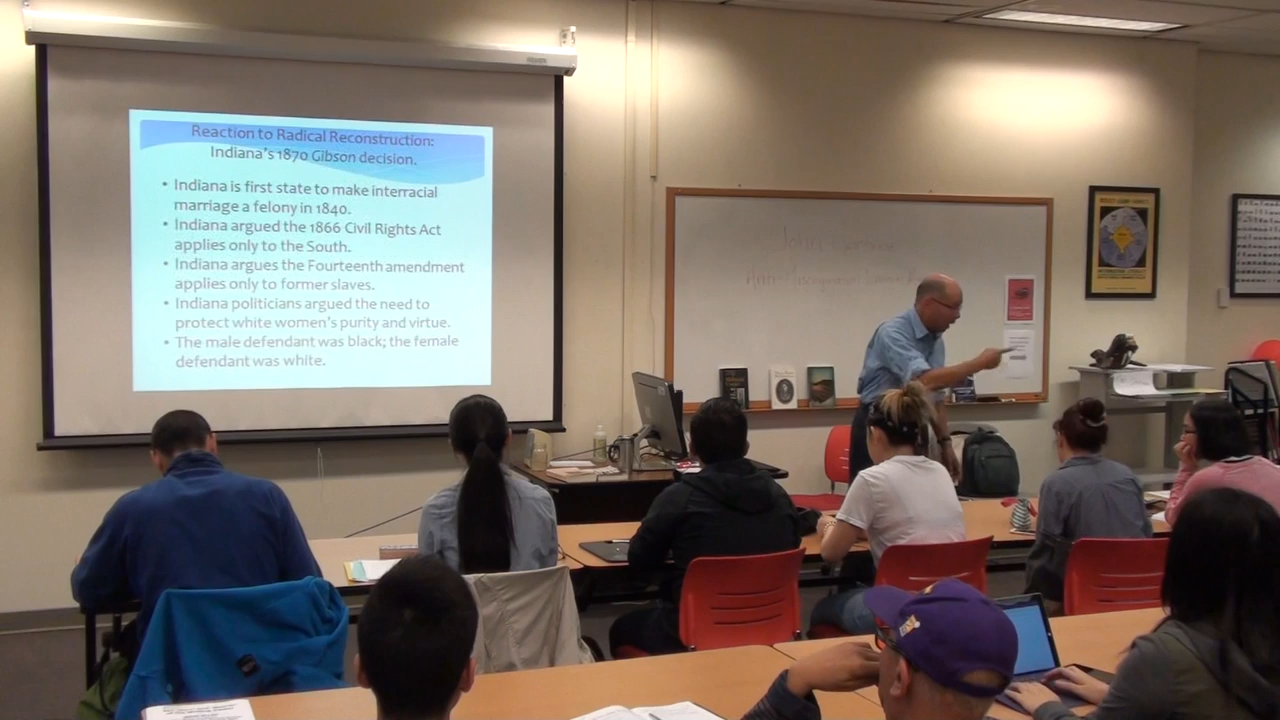 Reaction to Radical Reconstruction:
Indiana's 1870 Gibson decision.
• Indiana is first state to make interracial
marriage a felony in 1840.
• Indiana argued the 1866 Civil Rights Act
applies only to the South.
• Indiana argues the Fourteenth amendment
applies only to former slaves.
• Indiana politicians argued the need to
protect white women's purity and virtue.
• The male defendant was black; the female
defendant was white.
John